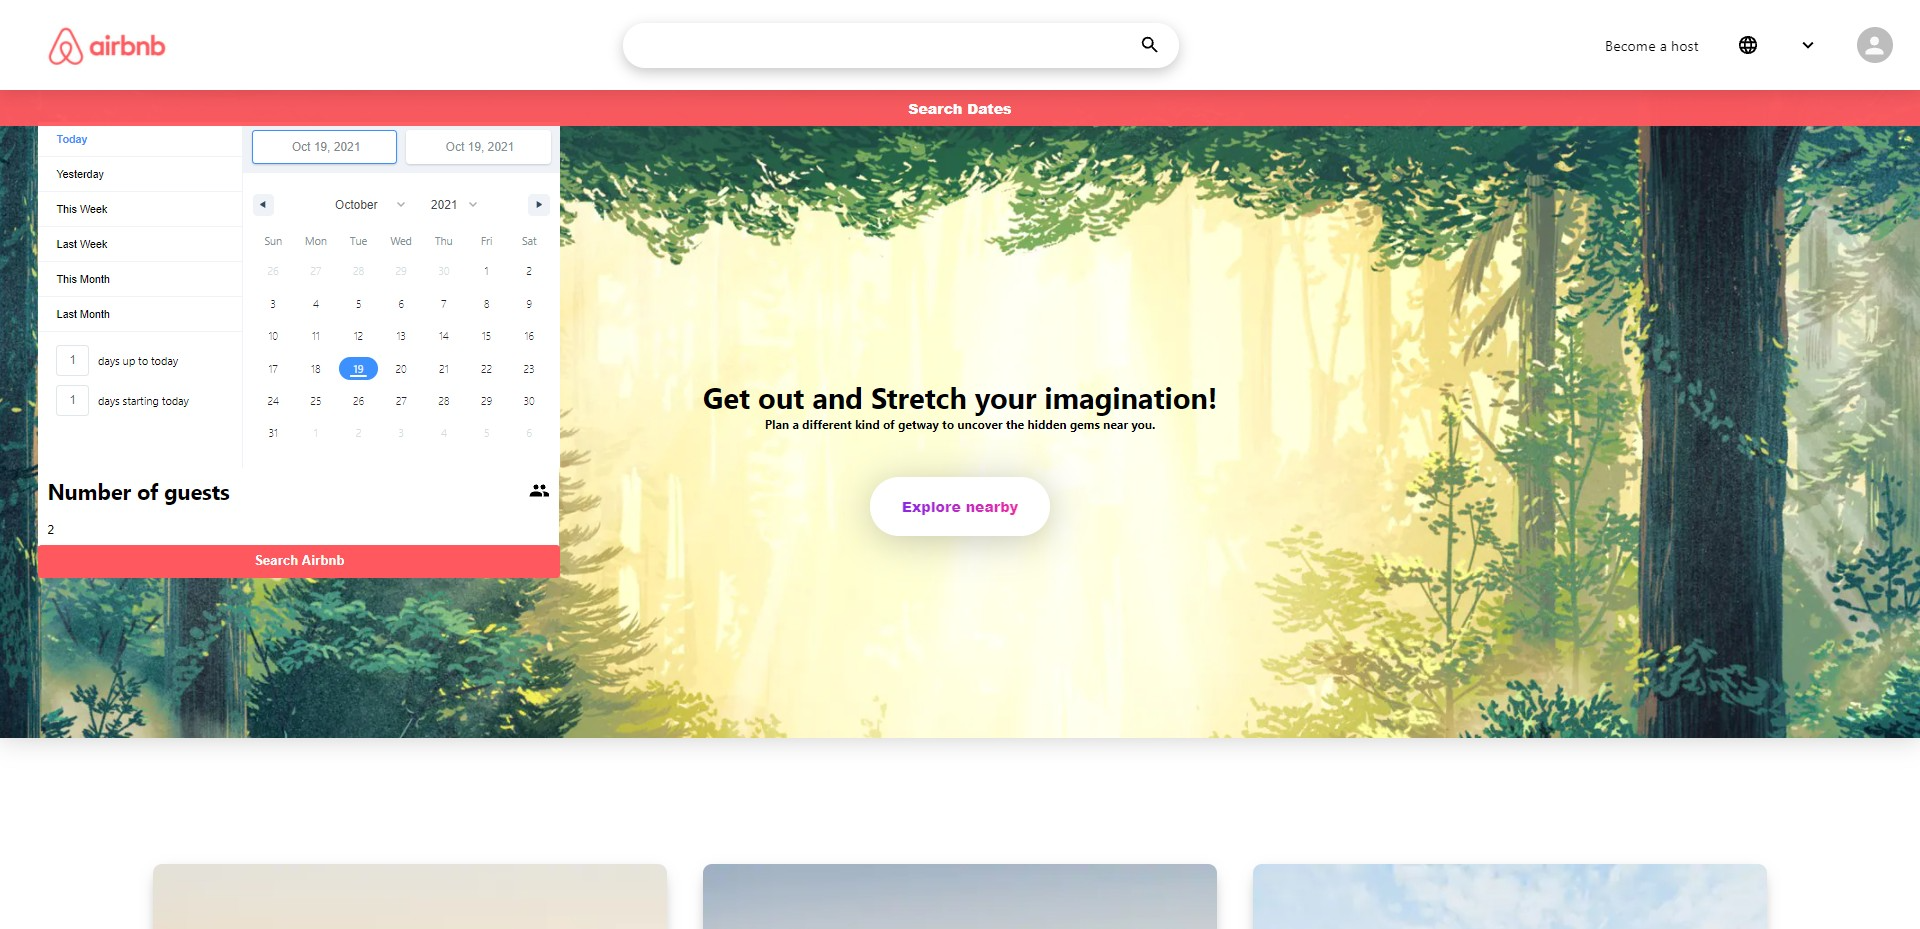 airbnb
Become a host
Search Dates
Today
Yesterday
This Week
Last Week
This Month
Last Month
1 days up to today
1 days starting today
Oct 19, 2021 Oct 19, 2021
October 2021
Sun Mon Tue Wed Thu Fri Sat
26 27 28 29 30 1 2
3 4 5 6 7 8 9
10 11 12 13 14 15 16
17 18 19 20 21 22 23
24 25 26 27 28 29 30
31 1 2 3 4 5 6
Number of guests
2
Search Airbnb
Get out and Stretch your imagination!
Plan a different kind of getway to uncover the hidden gems near you.
Explore nearby